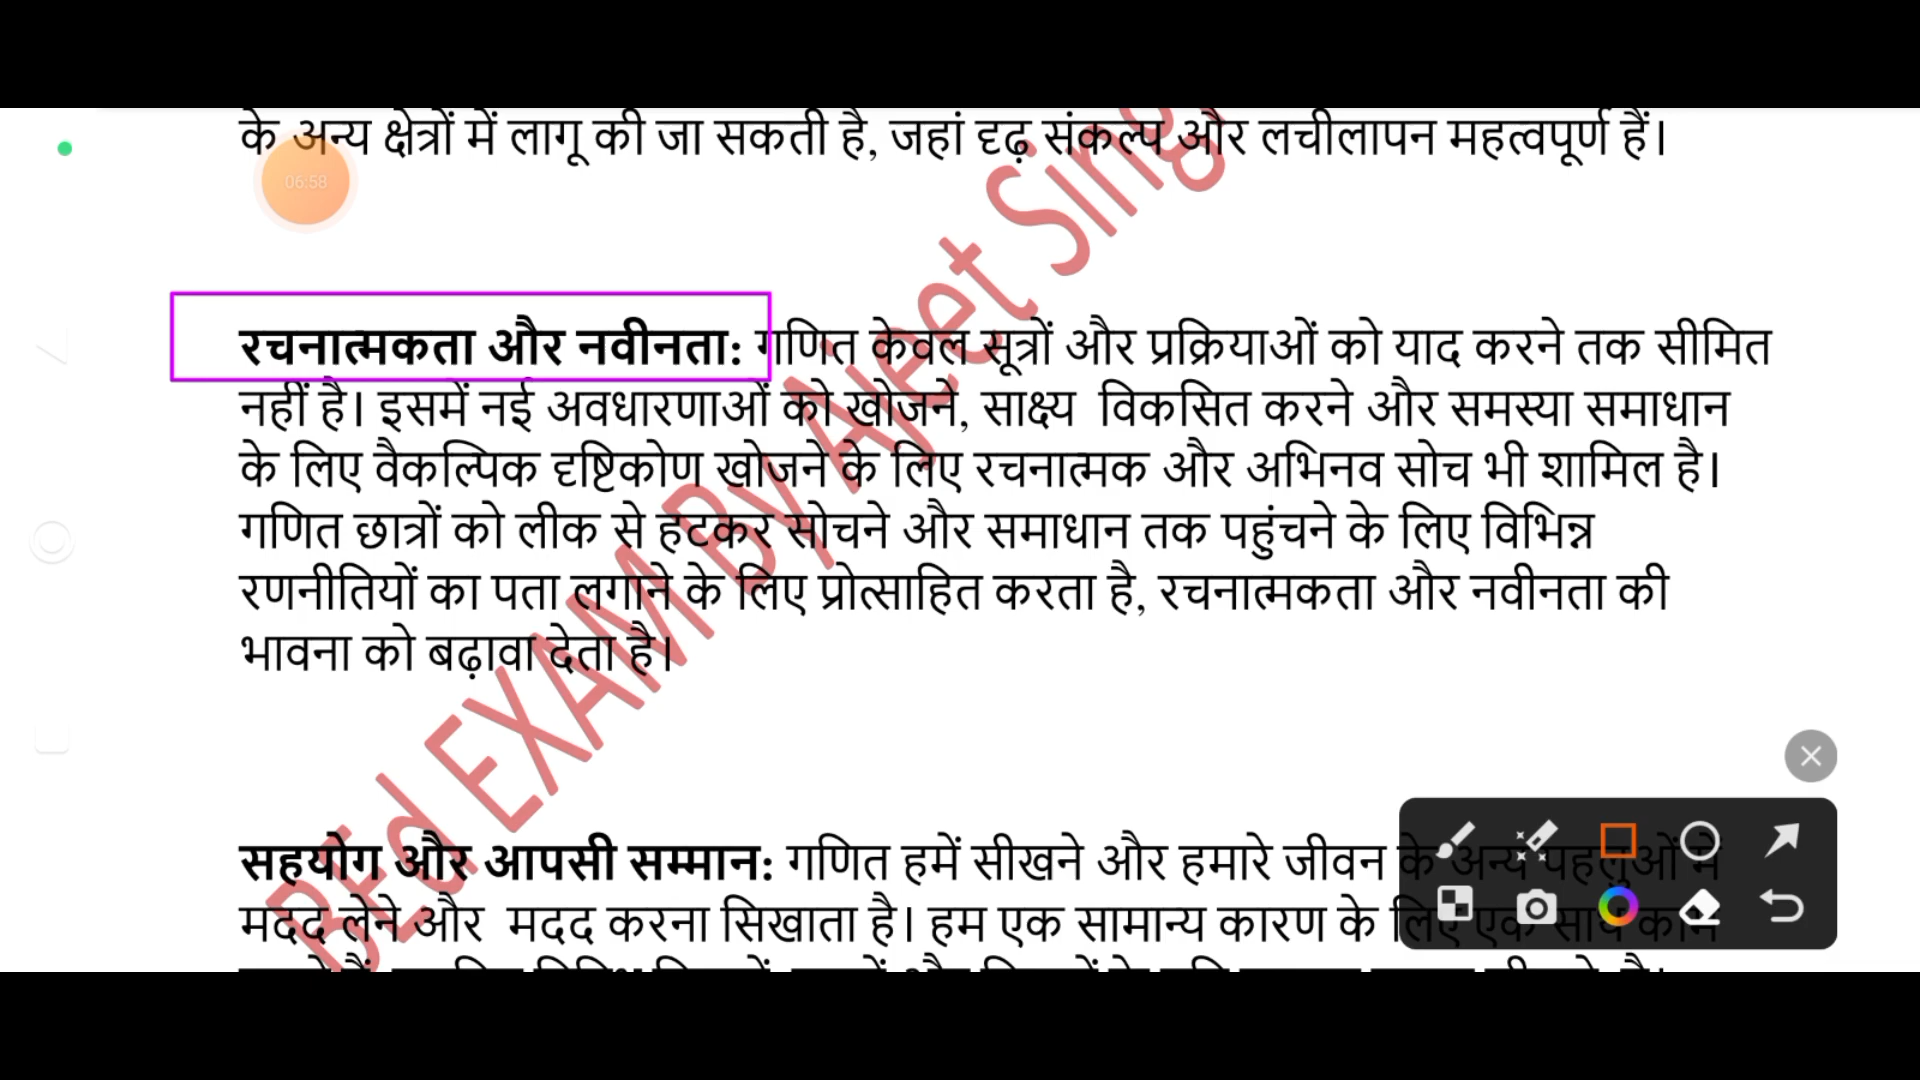 के अन्य क्षेत्रों में लागू की जा सकती है, जहां दृढ़ संकल्प और लचीलापन महत्वपूर्ण हैं।
06:58
रचनात्मकता और नवीनता: गणित केवल सूत्रों और प्रक्रियाओं को याद करने तक सीमित
नहीं है। इसमें नई अवधारणाओं को खोजने, साक्ष्य विकसित करने और समस्या समाधान
के लिए वैकल्पिक दृष्टिकोण खोजने के लिए रचनात्मक और अभिनव सोच भी शामिल है।
गणित छात्रों को लीक से हटकर सोचने और समाधान तक पहुंचने के लिए विभिन्न
रणनीतियों का पता लगाने के लिए प्रोत्साहित करता है, रचनात्मकता और नवीनता की
भावना को बढ़ावा देता है।
BEd EXAM By Ajeet Sing
सहयोग और आपसी सम्मान: गणित हमें सीखने और हमारे जीवन के अन्य पहलुओं में
मदद लेने और मदद करना सिखाता है। हम एक सामान्य कारण के लिए एक साथ काम